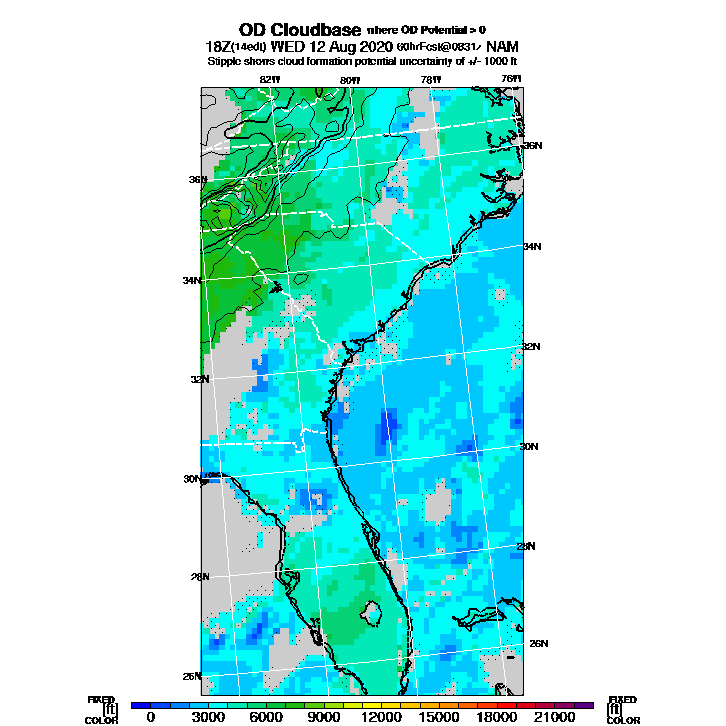 OD Cloudbase where OD Potential > 0
18Z(14edt) WED 12 Aug 2020 60hrFcst@0831z NAM
Stipple shows cloud formation potential uncertainty of +/- 1000 ft
82W 80W 78W 76W
36N 36N
34N 34N
32N 32N
30N 30N
28N 28N
26N 26N
FIXED FIXED
[ft] 0 3000 6000 9000 12000 15000 18000 21000 [ft]
COLOR COLOR